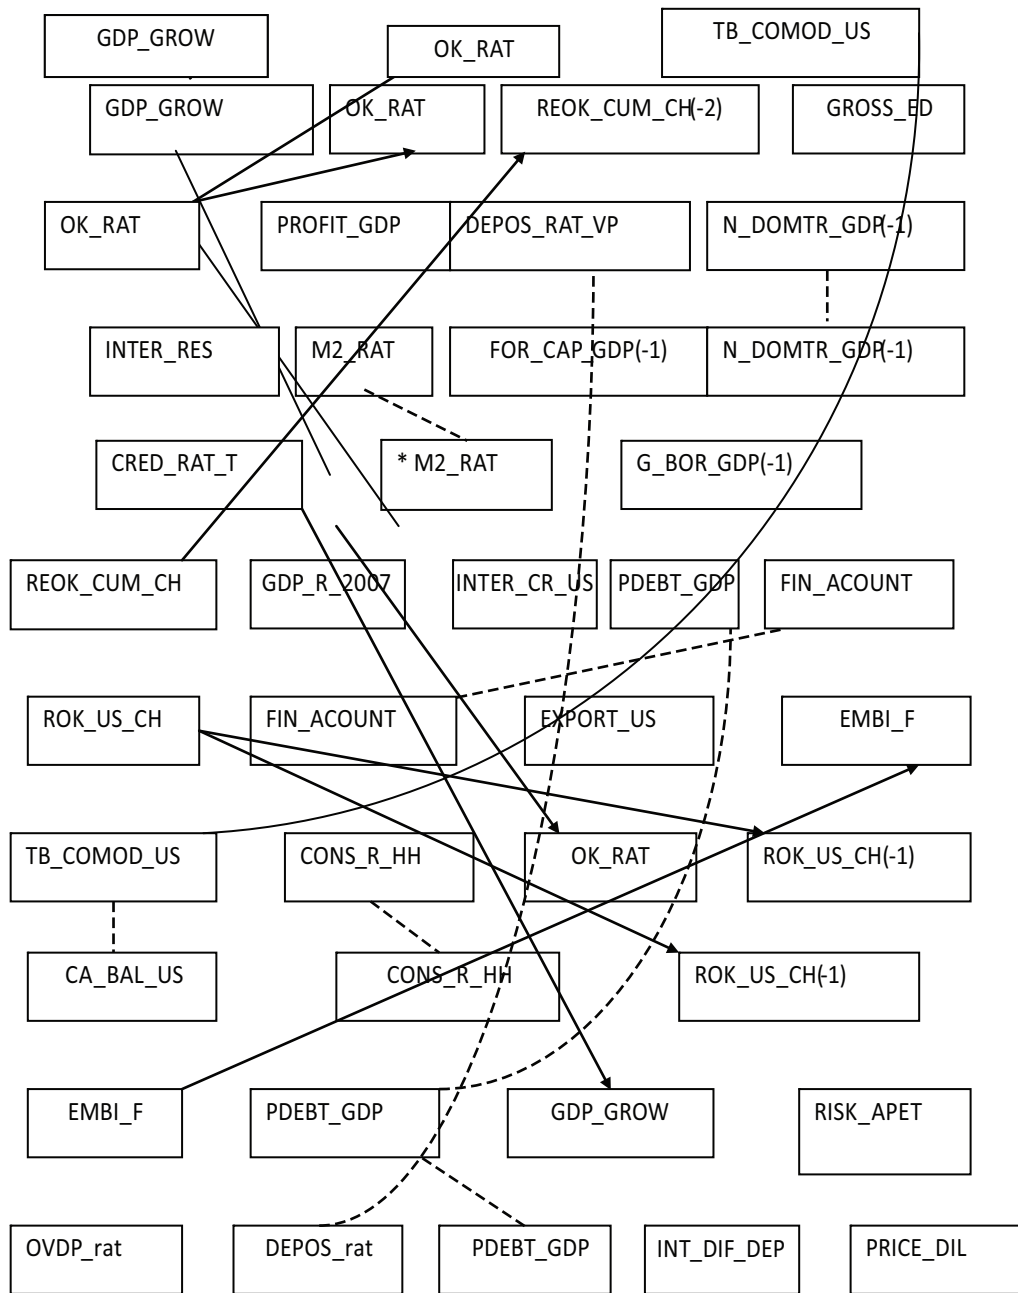 GDP_GROW
OK_RAT
TB_COMOD_US
GDP_GROW
OK_RAT
REOK_CUM_CH(-2)
GROSS_ED
OK_RAT
PROFIT_GDP
DEPOS_RAT_VP
N_DOMTR_GDP(-1)
INTER_RES
M2_RAT
FOR_CAP_GDP(-1)
N_DOMTR_GDP(-1)
CRED_RAT_T
* M2_RAT
G_BOR_GDP(-1)
REOK_CUM_CH
GDP_R_2007
INTER_CR_US
PDEBT_GDP
FIN_ACOUNT
ROK_US_CH
FIN_ACOUNT
EXPORT_US
EMBI_F
TB_COMOD_US
CONS_R_HH
OK_RAT
ROK_US_CH(-1)
CA_BAL_US
CONS_R_HH
ROK_US_CH(-1)
EMBI_F
PDEBT_GDP
GDP_GROW
RISK_APET
OVDP_rat
DEPOS_rat
PDEBT_GDP
INT_DIF_DEP
PRICE_DIL